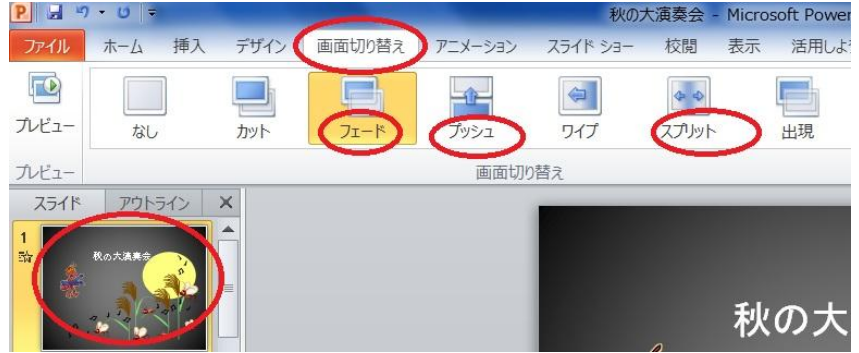 秋の大演奏会 - Microsoft Power
ファイル ホーム 挿入 デザイン 画面切り替え アニメーション スライド ショー 校閲 表示 活用しよ
プレビュー なし カット フェード プッシュ ワイプ スプリット 出現
プレビュー 画面切り替え
スライド アウトライン
1
秋の大演奏会
秋の大